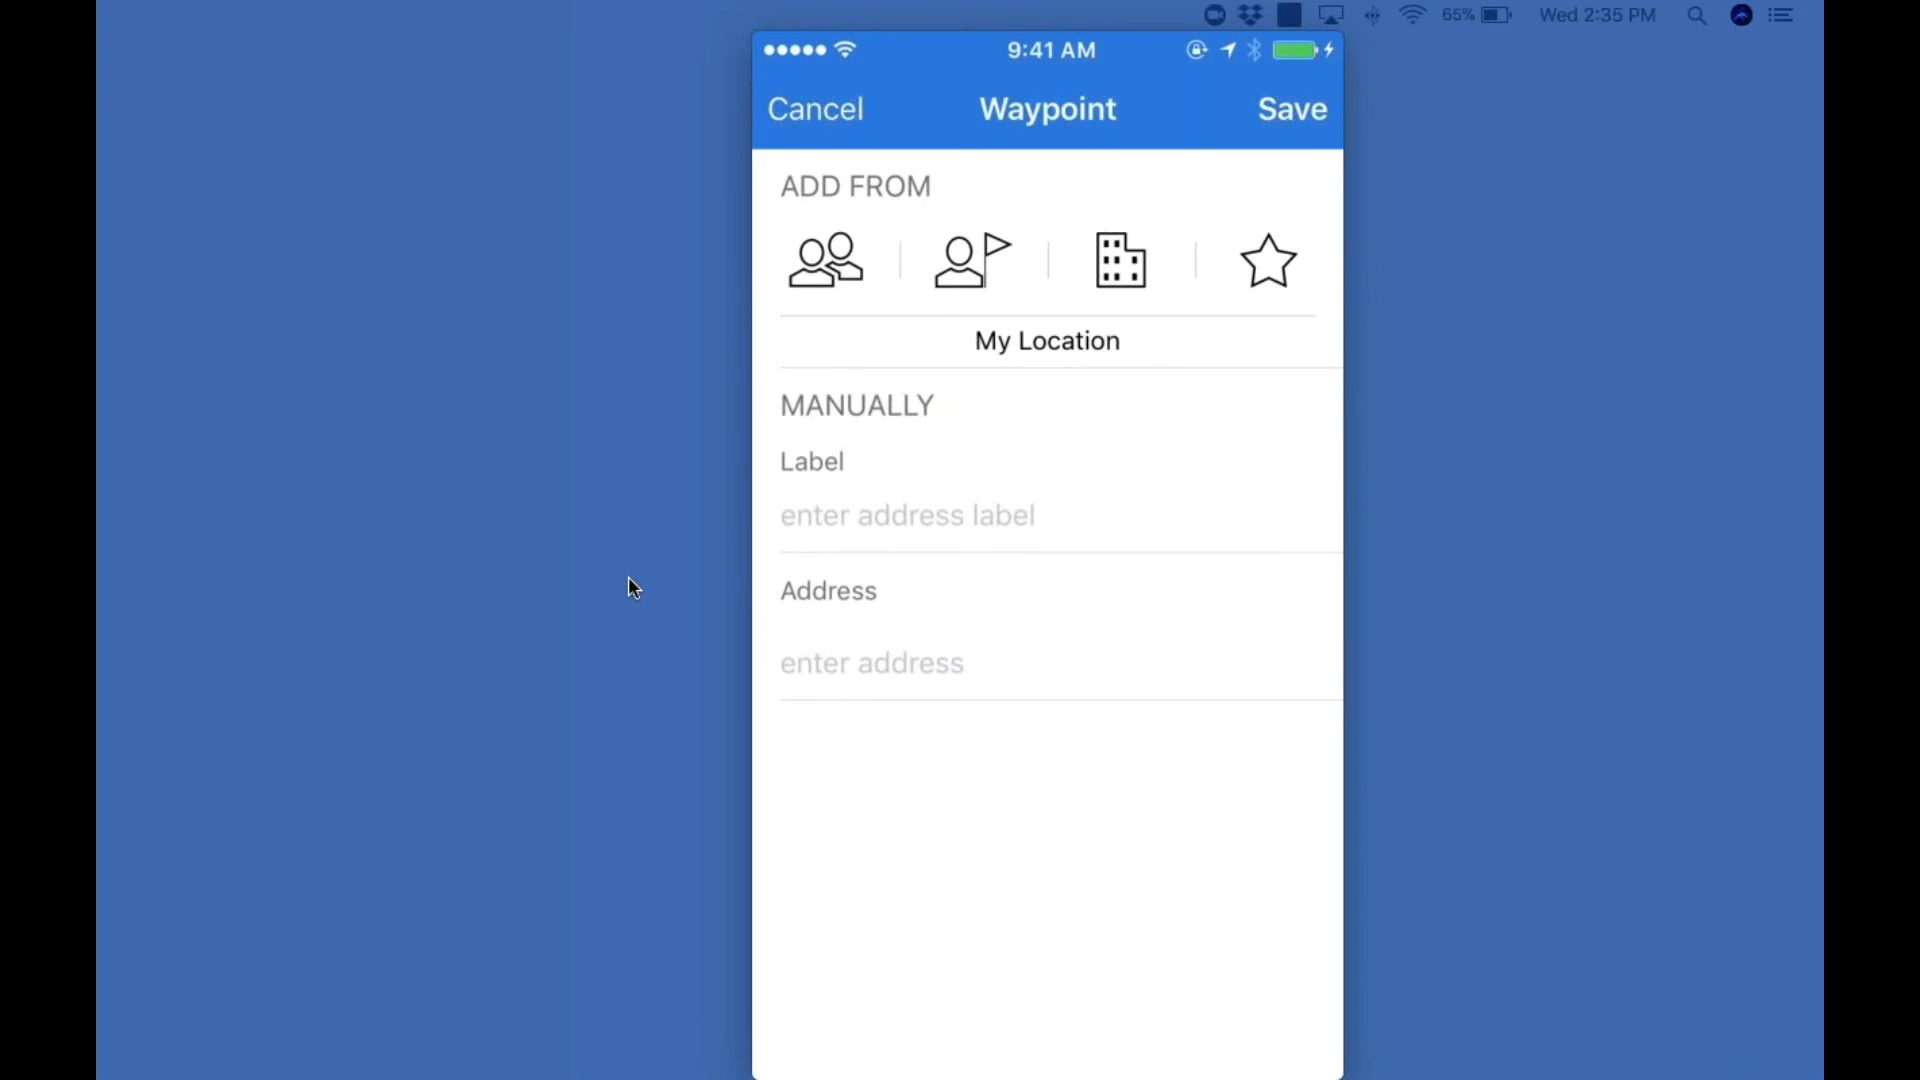 65% Wed 2:35 PM
9:41 AM
Cancel Waypoint Save
ADD FROM
My Location
MANUALLY
Label
enter address label
Address
enter address